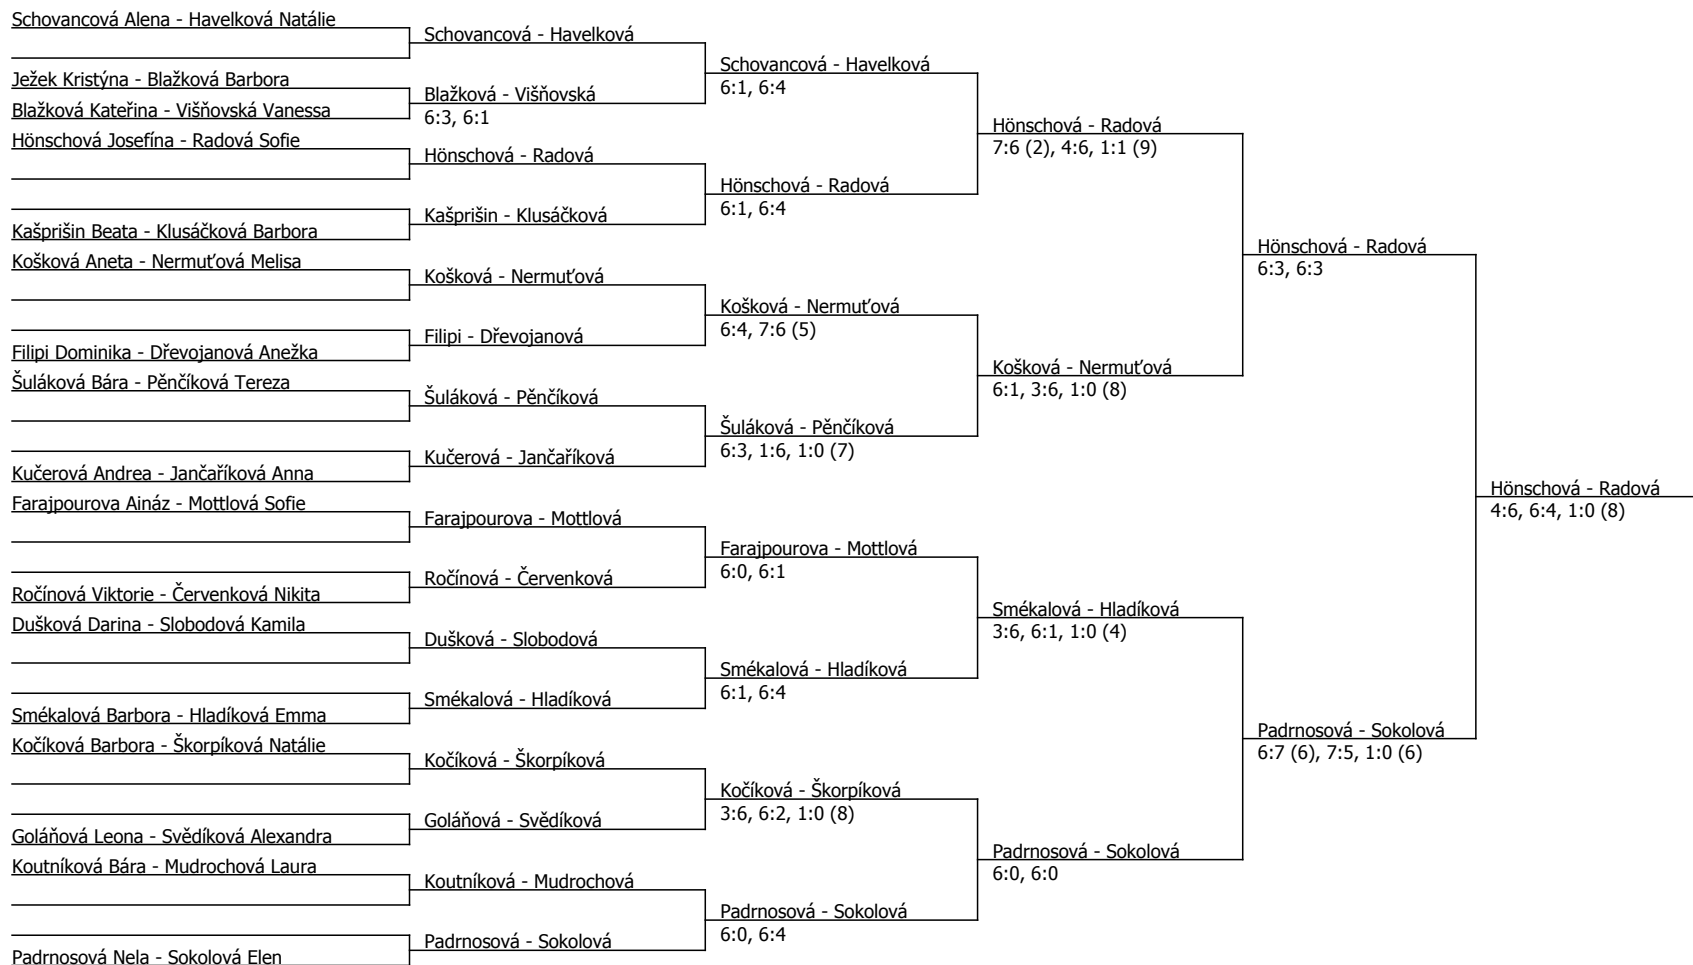 Schovancová Alena - Havelková Natálie
Ježek Kristýna - Blažková Barbora
Blažková Kateřina - Višňovská Vanessa
Hönschová Josefína - Radová Sofie
Kašprišin Beata - Klusáčková Barbora
Košková Aneta - Nermuťová Melisa
Filipi Dominika - Dřevojanová Anežka
Šuláková Bára - Pěnčíková Tereza
Kučerová Andrea - Jančaříková Anna
Farajpourova Aináz - Mottlová Sofie
Ročínová Viktorie - Červenková Nikita
Dušková Darina - Slobodová Kamila
Smékalová Barbora - Hladíková Emma
Kočíková Barbora - Škorpíková Natálie
Goláňová Leona - Svědíková Alexandra
Koutníková Bára - Mudrochová Laura
Padrnosová Nela - Sokolová Elen
Schovancová - Havelková
Blažková - Višňovská
6:3, 6:1
Hönschová - Radová
Kašprišin - Klusáčková
Košková - Nermuťová
Filipi - Dřevojanová
Šuláková - Pěnčíková
Kučerová - Jančaříková
Farajpourova - Mottlová
Ročínová - Červenková
Dušková - Slobodová
Smékalová - Hladíková
Kočíková - Škorpíková
Goláňová - Svědíková
Koutníková - Mudrochová
Padrnosová - Sokolová
Schovancová - Havelková
6:1, 6:4
Hönschová - Radová
6:1, 6:4
Košková - Nermuťová
6:4, 7:6 (5)
Šuláková - Pěnčíková
6:3, 1:6, 1:0 (7)
Farajpourova - Mottlová
6:0, 6:1
Smékalová - Hladíková
6:1, 6:4
Kočíková - Škorpíková
3:6, 6:2, 1:0 (8)
Padrnosová - Sokolová
6:0, 6:4
Hönschová - Radová
7:6 (2), 4:6, 1:1 (9)
Košková - Nermuťová
6:1, 3:6, 1:0 (8)
Smékalová - Hladíková
3:6, 6:1, 1:0 (4)
Padrnosová - Sokolová
6:0, 6:0
Hönschová - Radová
6:3, 6:3
Padrnosová - Sokolová
6:7 (6), 7:5, 1:0 (6)
Hönschová - Radová
4:6, 6:4, 1:0 (8)